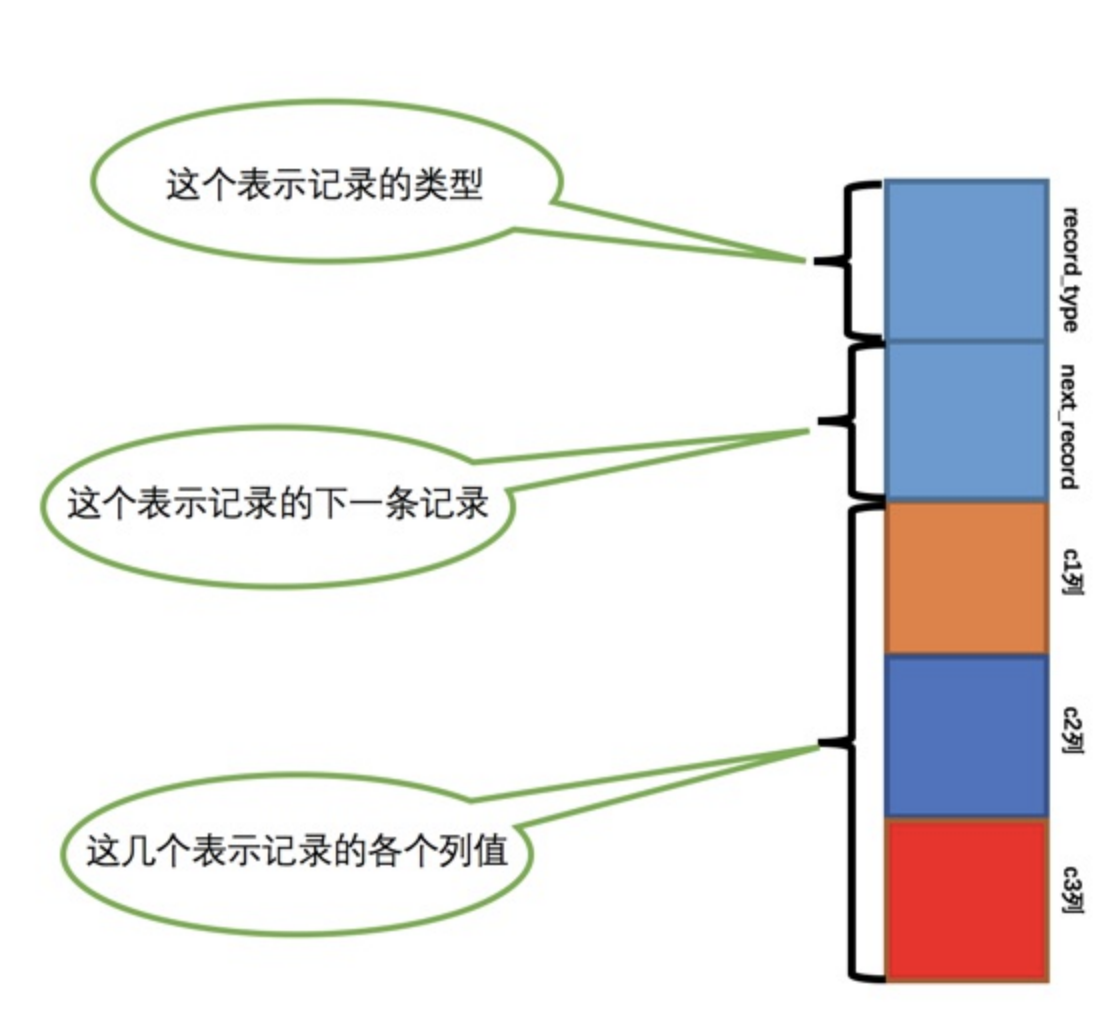 这个表示记录的类型
record_type
next_record
这个表示记录的下一条记录
c1列
c2列
这几个表示记录的各个列值
c3列